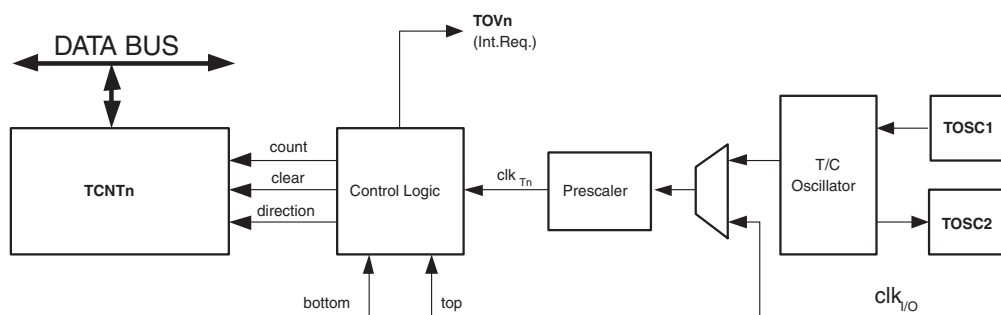 TOVn
(Int.Req.)
DATA BUS
TOSC1
count
TCNTn
clear
direction
Control Logic
clk Tn
Prescaler
T/C
Oscillator
TOSC2
bottom
top
clk I/O